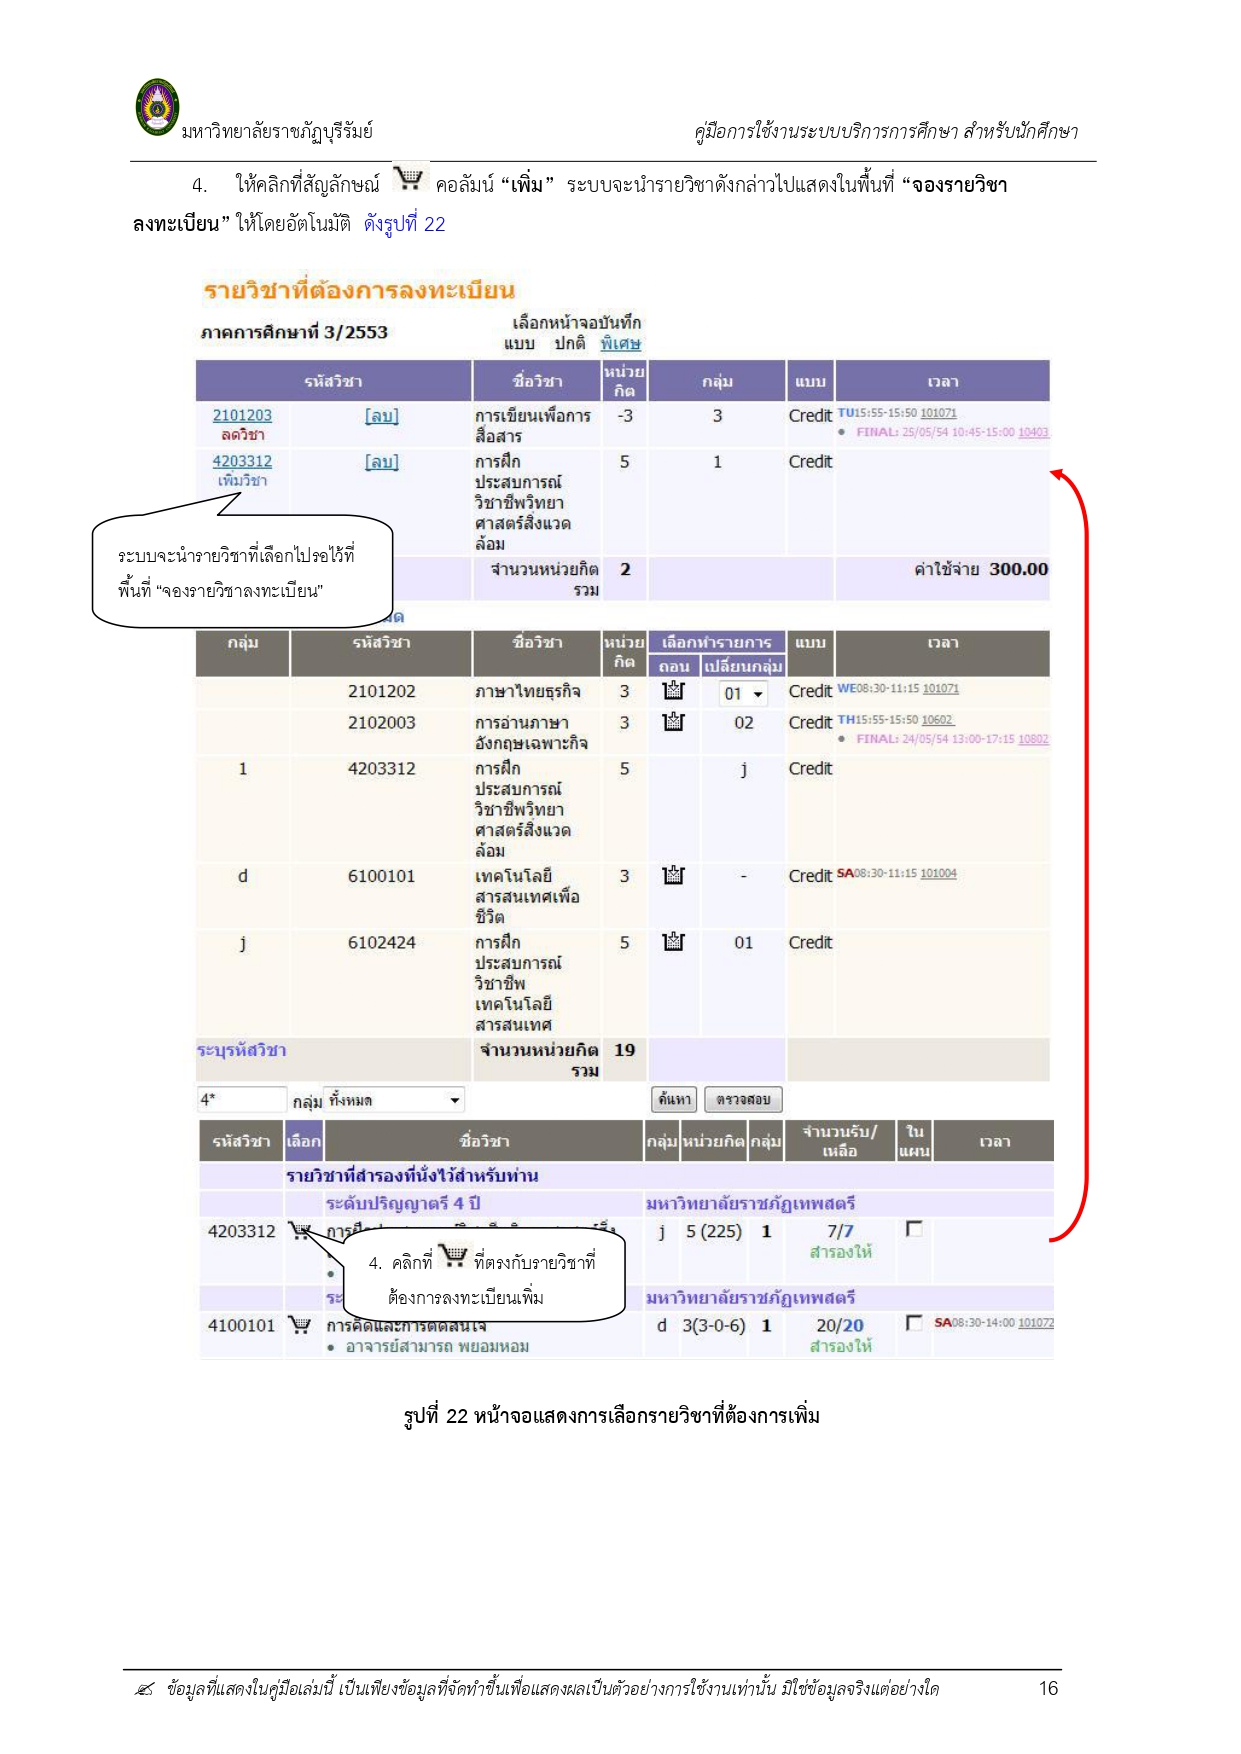 มหาวิทยาลัยราชภัฏบุรีรัมย์ คู่มือการใช้งานระบบบริการการศึกษา สำหรับนักศึกษา
4. ให้คลิกที่สัญลักษณ์ คอลัมน์ “เพิ่ม” ระบบจะนำรายวิชาดังกล่าวไปแสดงในพื้นที่ “จองรายวิชา
ลงทะเบียน” ให้โดยอัตโนมัติ ดังรูปที่ 22
รายวิชาที่ต้องการลงทะเบียน
ภาคการศึกษาที่ 3/2553
เลือกหน้าจอบันทึก
แบบ ปกติ พิเศษ
รหัสวิชา ชื่อวิชา หน่วย กลุ่ม แบบ เวลา
กิต
2101203 [ลบ] การเขียนเพื่อการ -3 3 Credit TU15:55-15:50 101071
ลดวิชา สื่อสาร FINAL: 25/05/54 10:45-15:00 10403
4203312 [ลบ] การฝึก 5 1 Credit
เพิ่มวิชา ประสบการณ์
วิชาชีพวิทยา
ศาสตร์สิ่งแวด
ล้อม
ระบบจะนำรายวิชาที่เลือกไปรอไว้ที่
พื้นที่ “จองรายวิชาลงทะเบียน”
จำนวนหน่วยกิต 2 ค่าใช้จ่าย 300.00
รวม
กลุ่ม รหัสวิชา ชื่อวิชา หน่วย เลือกทำรายการ แบบ เวลา
กิต ถอน เปลี่ยนกลุ่ม
2101202 ภาษาไทยธุรกิจ 3 01 Credit WE08:30-11:15 101071
2102003 การอ่านภาษา 3 02 Credit TH15:55-15:50 10602
อังกฤษเฉพาะกิจ FINAL: 24/05/54 13:00-17:15 10802
1 4203312 การฝึก 5 j Credit
ประสบการณ์
วิชาชีพวิทยา
ศาสตร์สิ่งแวด
ล้อม
d 6100101 เทคโนโลยี 3 - Credit SA08:30-11:15 101004
สารสนเทศเพื่อ
ชีวิต
j 6102424 การฝึก 5 01 Credit
ประสบการณ์
วิชาชีพ
เทคโนโลยี
สารสนเทศ
ระบุรหัสวิชา จำนวนหน่วยกิต 19
รวม
4* กลุ่ม ทั้งหมด ค้นหา ตรวจสอบ
รหัสวิชา เลือก ชื่อวิชา กลุ่ม หน่วยกิต กลุ่ม จำนวนรับ/ ใน เวลา
เหลือ แผน
รายวิชาที่สำรองที่นั่งไว้สำหรับท่าน
ระดับปริญญาตรี 4 ปี มหาวิทยาลัยราชภัฏเทพสตรี
4203312 j 5 (225) 1 7/7
สำรองให้
4. คลิกที่ ที่ตรงกับรายวิชาที่
ต้องการลงทะเบียนเพิ่ม
มหาวิทยาลัยราชภัฏเทพสตรี
4100101 การคิดและการตัดสินใจ d 3(3-0-6) 1 20/20 SA08:30-14:00 101072
อาจารย์สามารถ พยอมหอม สำรองให้
รูปที่ 22 หน้าจอแสดงการเลือกรายวิชาที่ต้องการเพิ่ม
ข้อมูลที่แสดงในคู่มือเล่มนี้ เป็นเพียงข้อมูลที่จัดทำขึ้นเพื่อแสดงผลเป็นตัวอย่างการใช้งานเท่านั้น มิใช่ข้อมูลจริงแต่อย่างใด 16